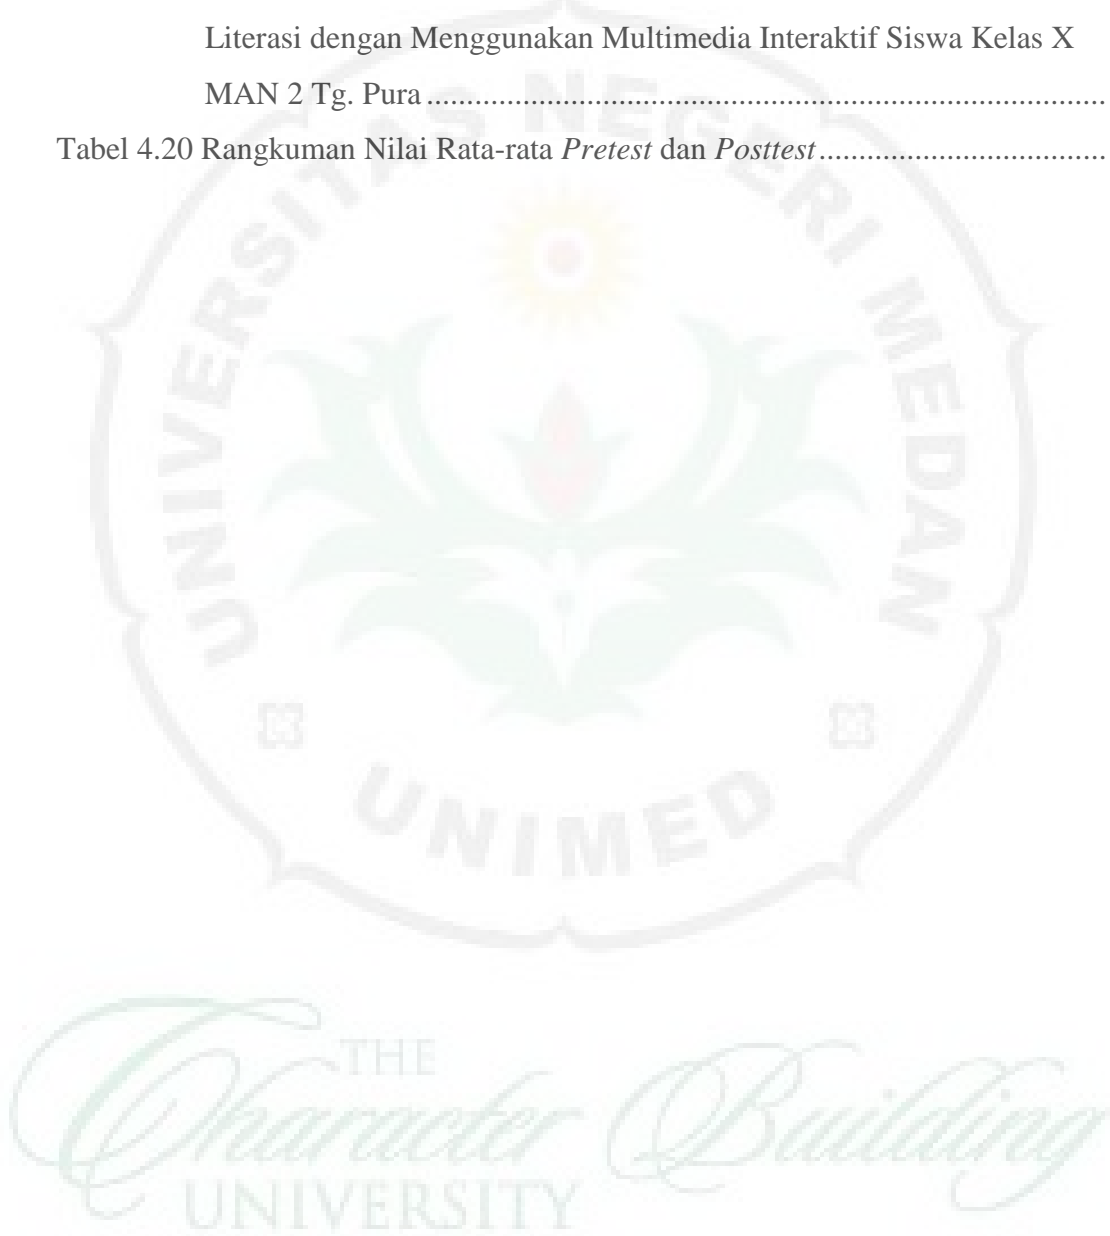 Literasi dengan Menggunakan Multimedia Interaktif Siswa Kelas X
MAN 2 Tg. Pura ....................................................................................
Tabel 4.20 Rangkuman Nilai Rata-rata Pretest dan Posttest ...................................
UNIVERSITAS NEGERI MEDAN
UNIMED
THE
Character Building
UNIVERSITY